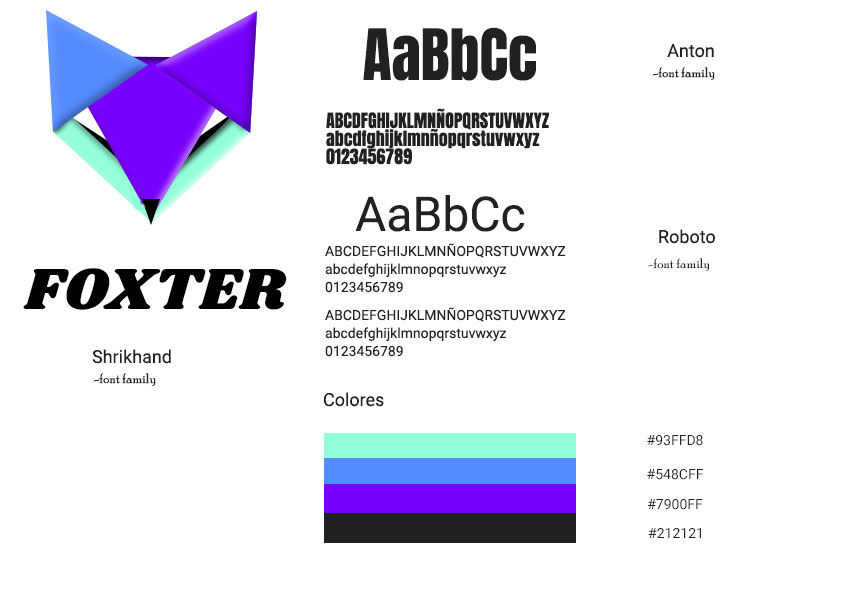 FOXTER
Shrikhand
~font family
AaBbCc
ABCDFGHIJKLMNÑOPQRSTUVWXYZ
abcdfghijklmnñopqrstuvwxyz
0123456789
Anton
~font family
AaBbCc
ABCDEFGHIJKLMNÑOPQRSTUVWXYZ
abcdefghijklmnopqrstuvwxyz
0123456789
ABCDEFGHIJKLMNÑOPQRSTUVWXYZ
abcdefghijklmnopqrstuvwxyz
0123456789
Roboto
~font family
Colores
#93FFD8
#548CFF
#7900FF
#212121